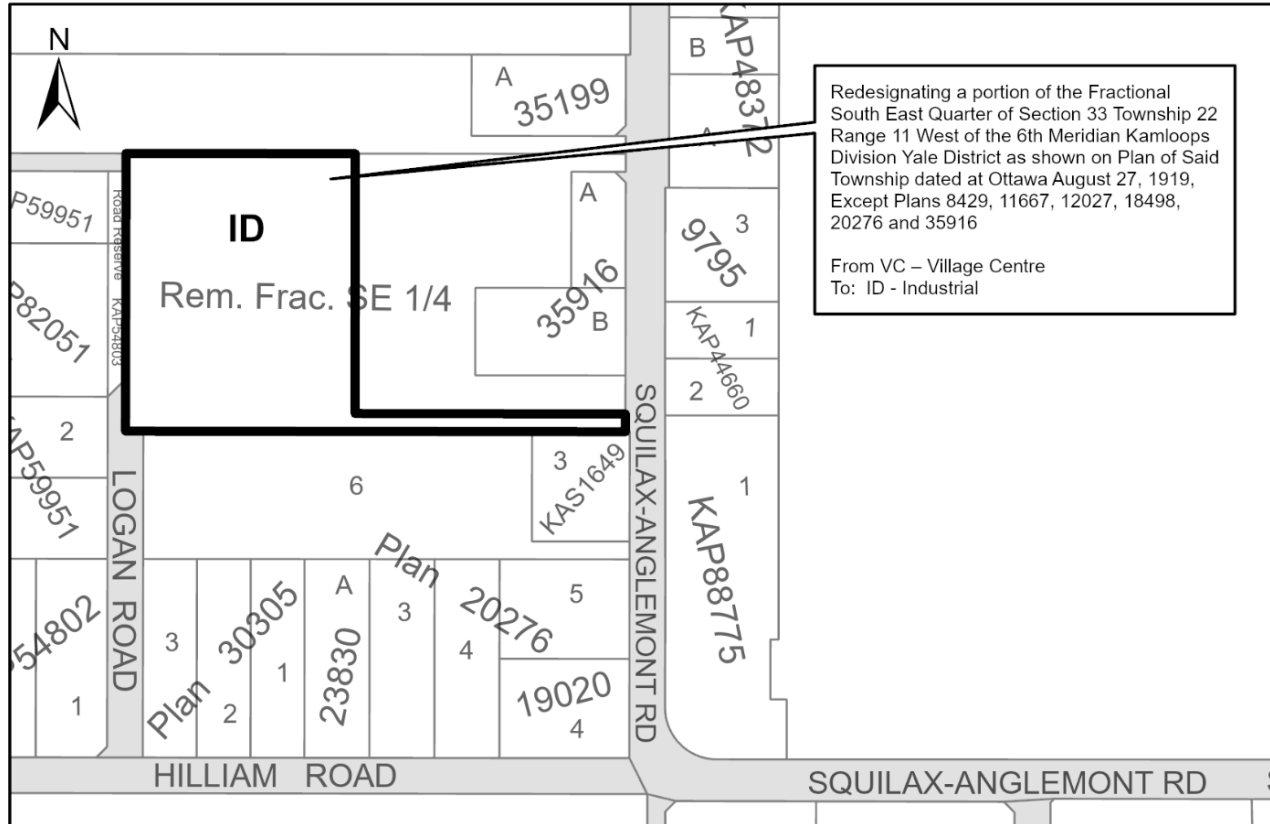 N
B
KAP48372
A
A
35199
Redesignating a portion of the Fractional
South East Quarter of Section 33 Township 22
Range 11 West of the 6th Meridian Kamloops
Division Yale District as shown on Plan of Said
Township dated at Ottawa August 27, 1919,
Except Plans 8429, 11667, 12027, 18498,
20276 and 35916
From VC – Village Centre
To: ID - Industrial
P59951
Road Reserve KAP54803
ID
A
3
9795
Rem. Frac. SE 1/4
35916
B
P82051
1
KAP44660
2
2
AP59951
LOGAN ROAD
6
3
KAS1649
SQUILAX-ANGLEMONT RD
1
KAP88775
Plan 20276
A
3
4
5
P54802
1
3
Plan 30305
2
1
23830
19020
4
HILLIAM ROAD
SQUILAX-ANGLEMONT RD